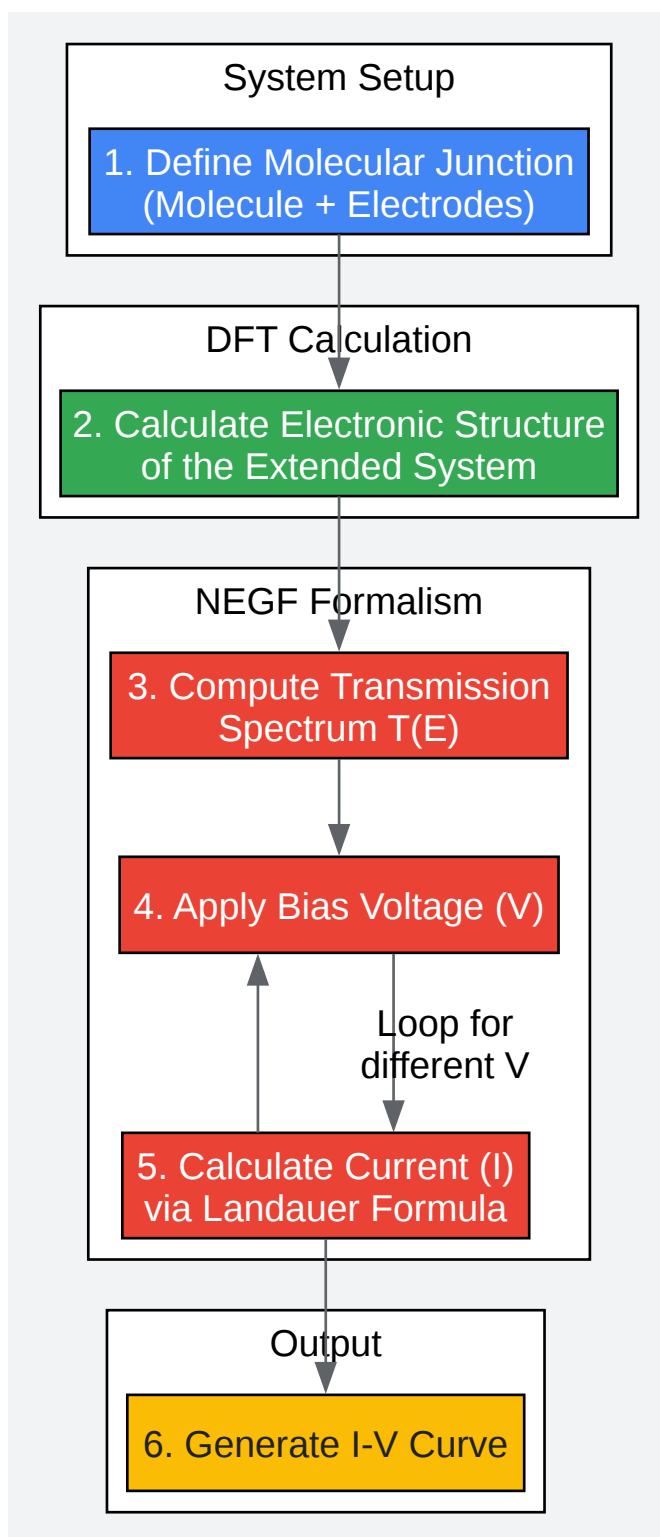 System Setup
1. Define Molecular Junction
(Molecule + Electrodes)
DFT Calculation
2. Calculate Electronic Structure
of the Extended System
NEGF Formalism
3. Compute Transmission
Spectrum T(E)
4. Apply Bias Voltage (V)
Loop for
different V
5. Calculate Current (I)
via Landauer Formula
Output
6. Generate I-V Curve